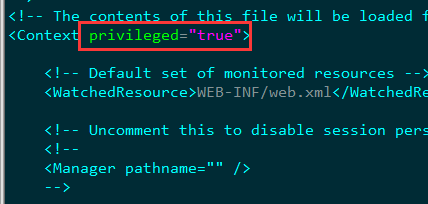 <!-- The contents of this file will be loaded f
<Context privileged="true">
<!-- Default set of monitored resources -->
<WatchedResource>WEB-INF/web.xml</WatchedRe
<!-- Uncomment this to disable session pers
<!--
<Manager pathname="" />
-->